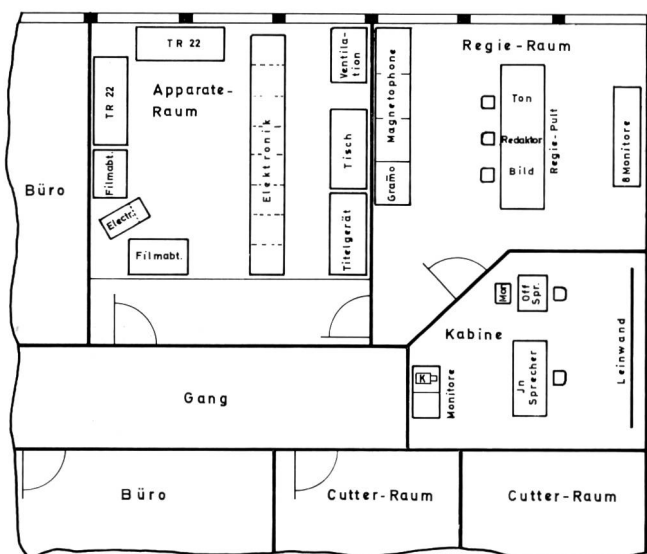 TR 22
Ventila-
tion
Regie-Raum
Apparate-
Raum
TR 22
Elektronik
Magnetophone
Ton
Redaktor
Bild
Regie-Pult
8 Monitore
Tisch
Gramo
Büro
Filmabt.
Electr.
Filmabt.
Titelgerät
Mon
Off
Spr.
Kabine
Leinwand
K
Monitore
Jn
Sprecher
Gang
Büro
Cutter-Raum
Cutter-Raum